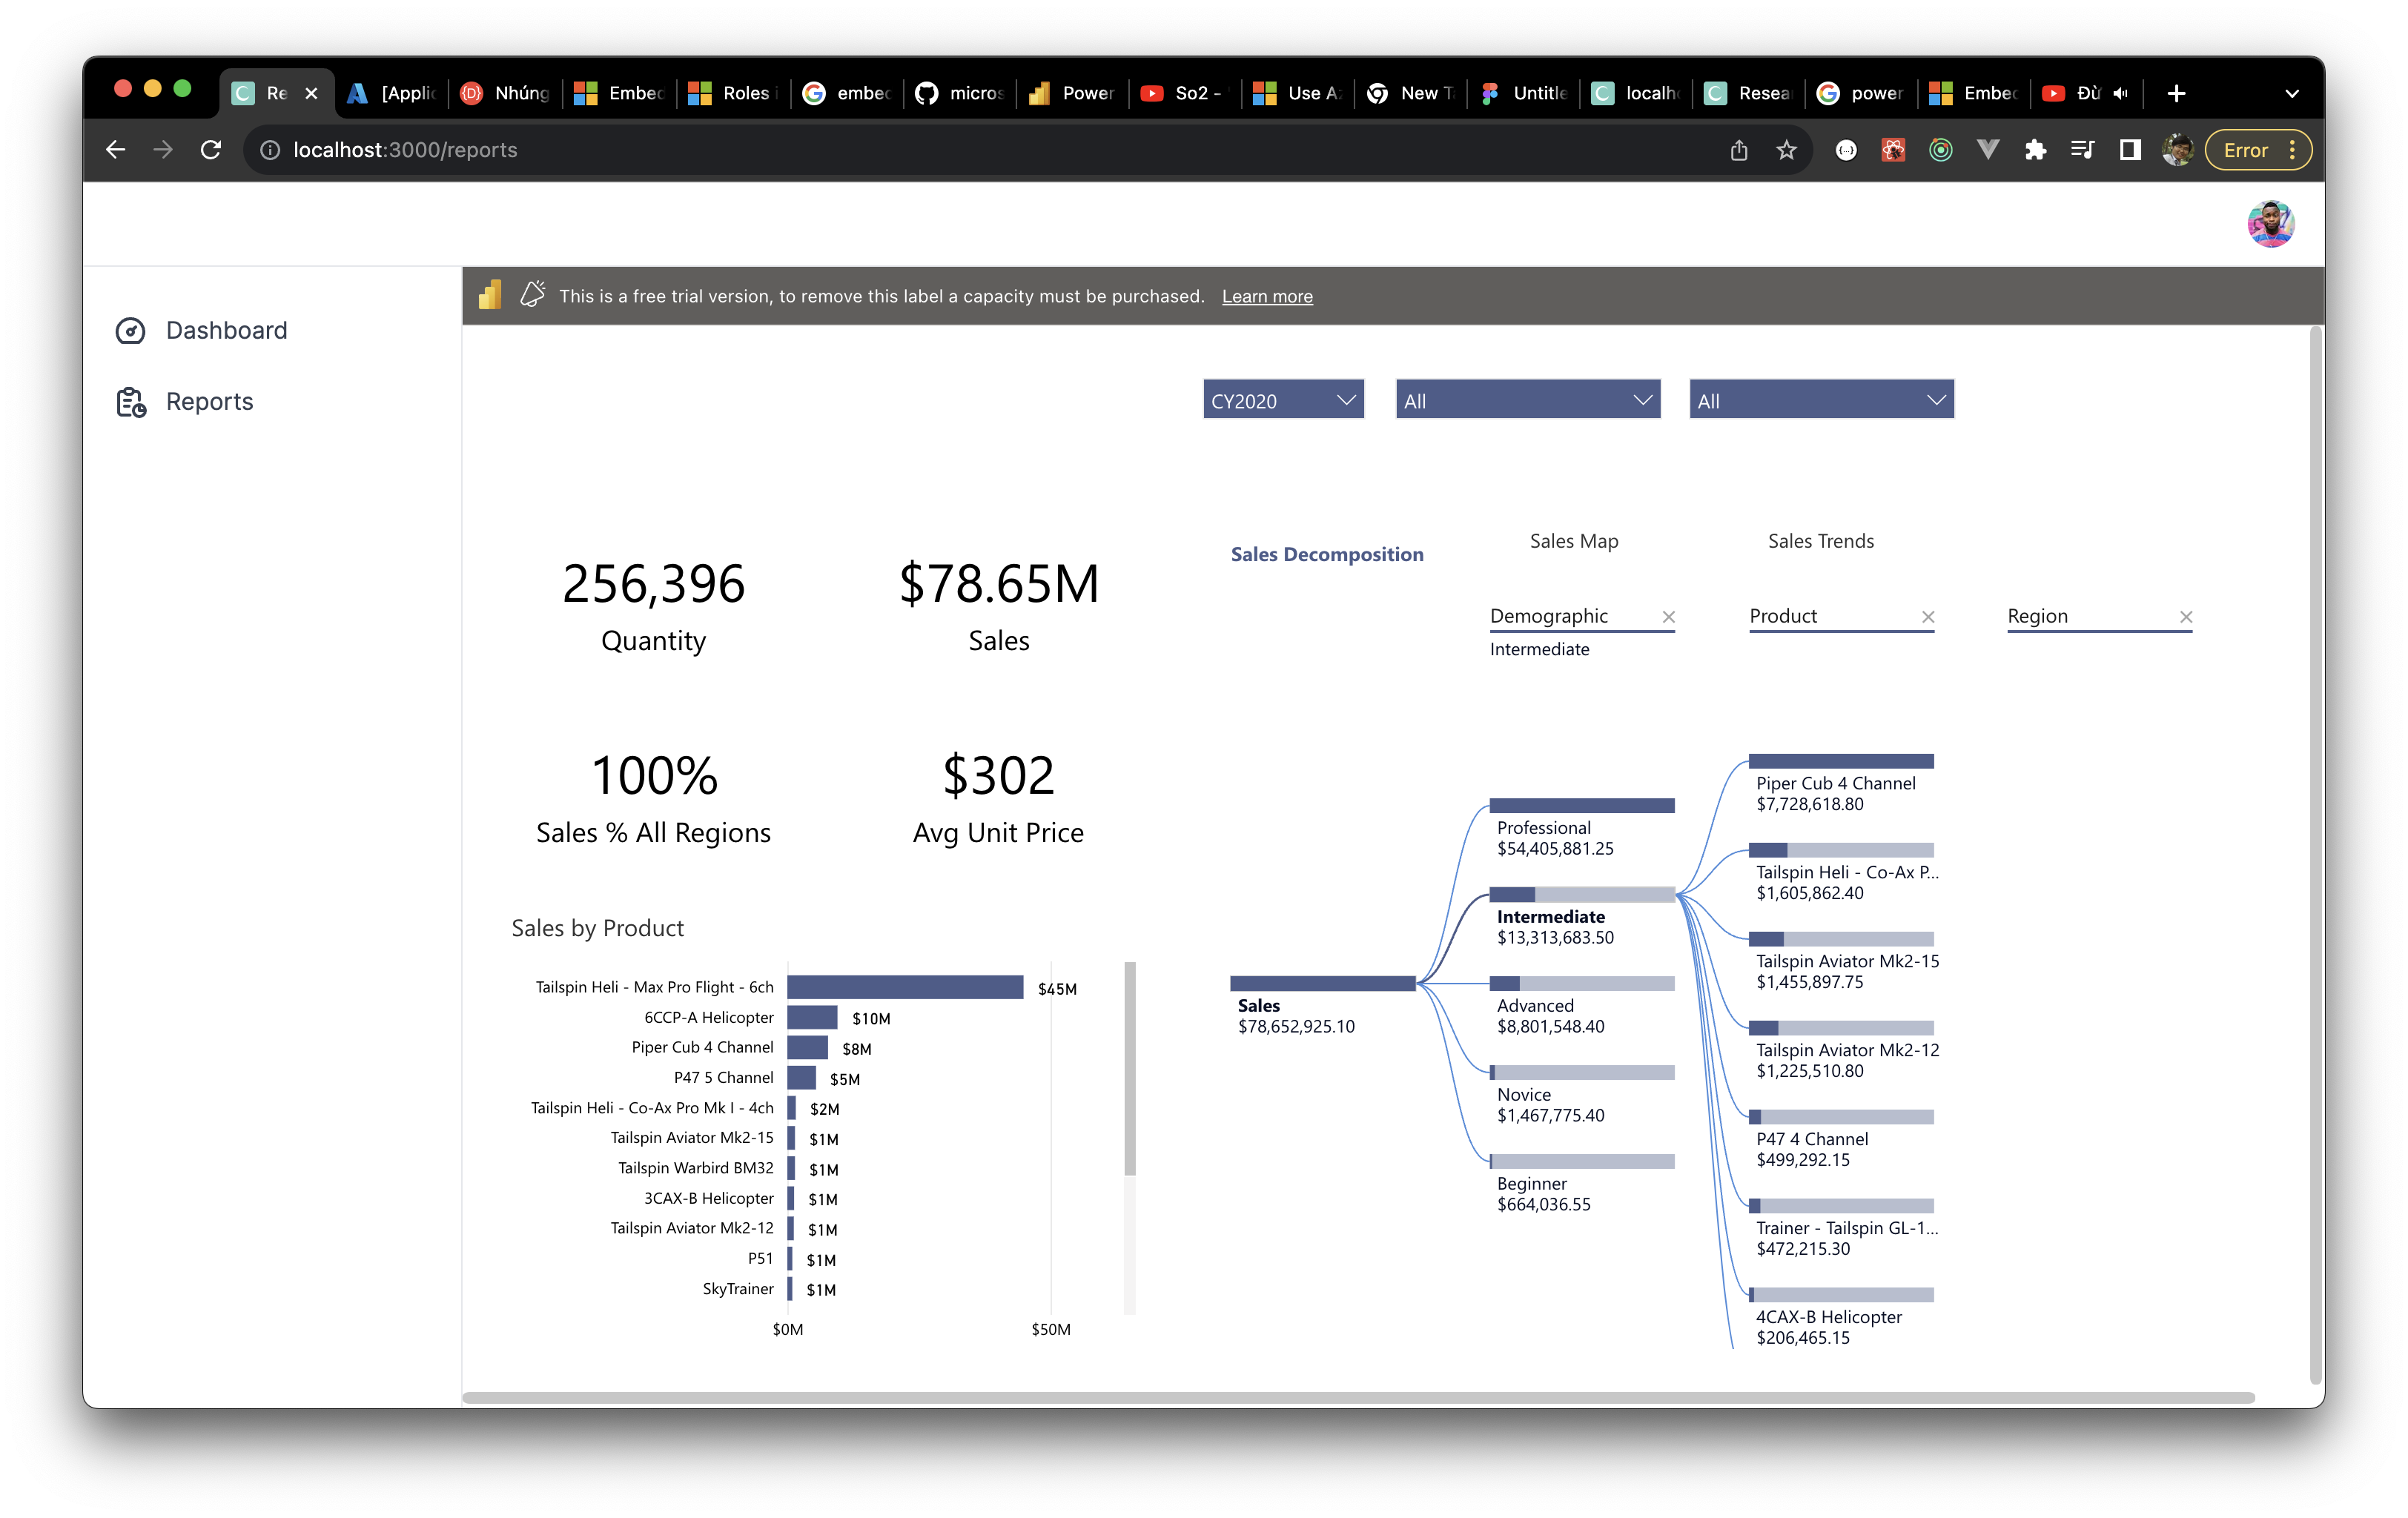 Re
[Applic
Nhúng
Embed
Roles i
embed
micros
Power
So2 -
Use Az
New Ta
Untitle
localho
Resear
power
Embed
Đừ
localhost:3000/reports
Error
This is a free trial version, to remove this label a capacity must be purchased. Learn more
Dashboard
Reports
CY2020
All
All
Sales Decomposition
Sales Map
Sales Trends
256,396
Quantity
$78.65M
Sales
100%
Sales % All Regions
$302
Avg Unit Price
Demographic
Intermediate
Product
Region
Sales by Product
Tailspin Heli - Max Pro Flight - 6ch $45M
6CCP-A Helicopter $10M
Piper Cub 4 Channel $8M
P47 5 Channel $5M
Tailspin Heli - Co-Ax Pro Mk I - 4ch $2M
Tailspin Aviator Mk2-15 $1M
Tailspin Warbird BM32 $1M
3CAX-B Helicopter $1M
Tailspin Aviator Mk2-12 $1M
P51 $1M
SkyTrainer $1M
$0M $50M
Sales
$78,652,925.10
Professional
$54,405,881.25
Intermediate
$13,313,683.50
Advanced
$8,801,548.40
Novice
$1,467,775.40
Beginner
$664,036.55
Piper Cub 4 Channel
$7,728,618.80
Tailspin Heli - Co-Ax P...
$1,605,862.40
Tailspin Aviator Mk2-15
$1,455,897.75
Tailspin Aviator Mk2-12
$1,225,510.80
P47 4 Channel
$499,292.15
Trainer - Tailspin GL-1...
$472,215.30
4CAX-B Helicopter
$206,465.15